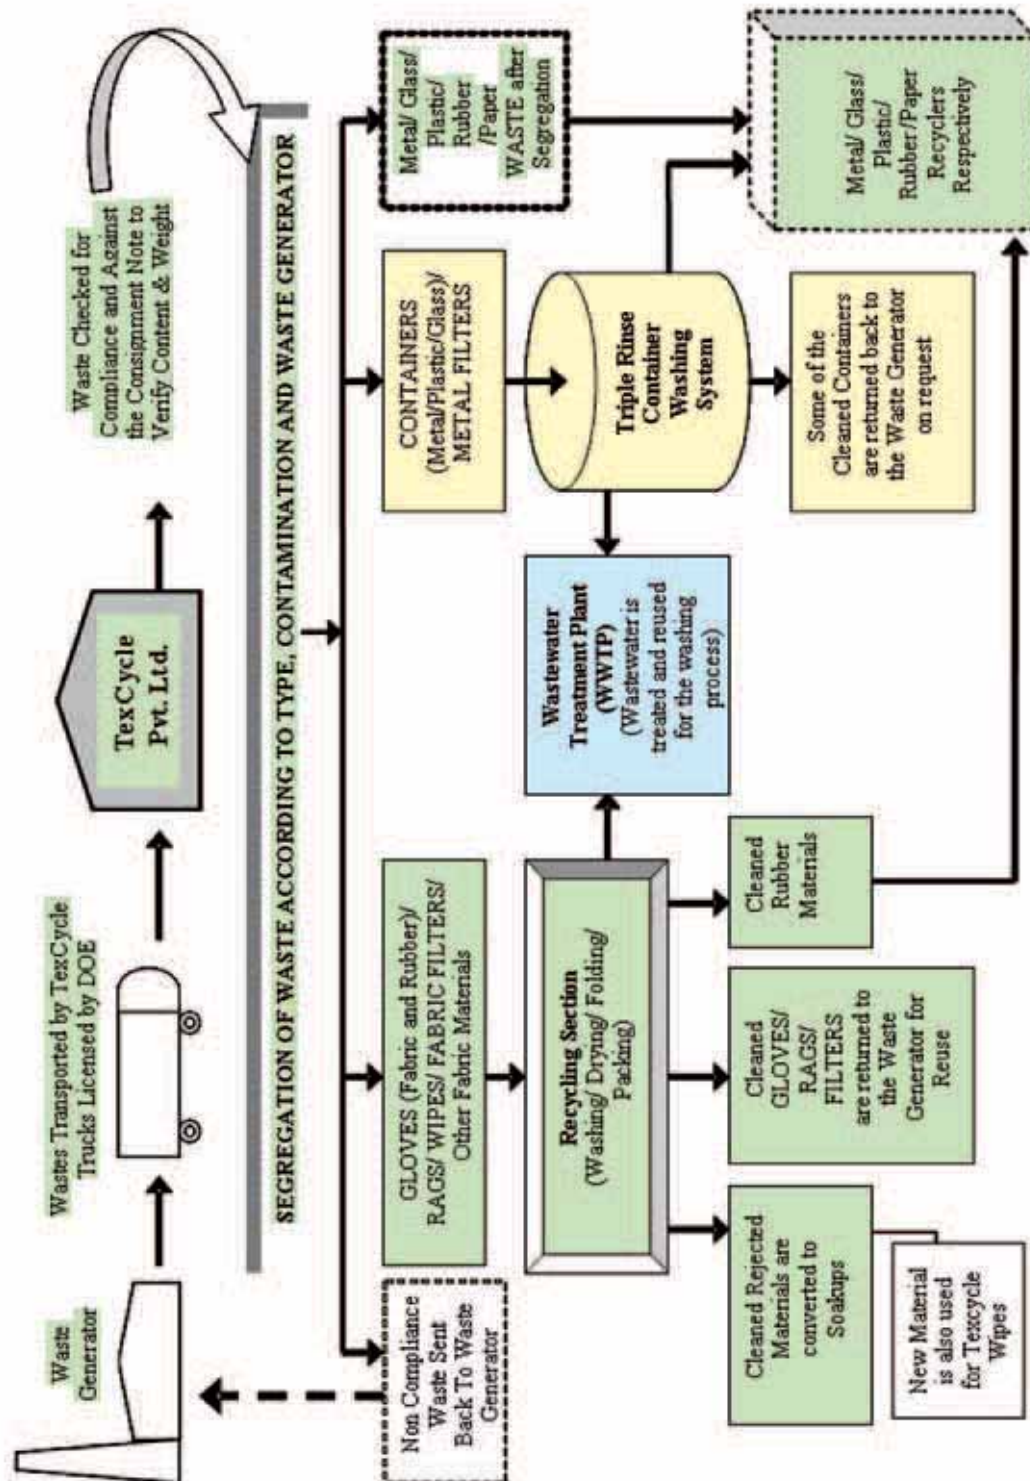 Waste
Generator
Wastes Transported by TexCycle
Trucks Licensed by DOE
TexCycle
Pvt. Ltd.
Waste Checked for
Compliance and Against
the Consignment Note to
Verify Content & Weight
SEGREGATION OF WASTE ACCORDING TO TYPE, CONTAMINATION AND WASTE GENERATOR
Non Compliance
Waste Sent
Back To Waste
Generator
GLOVES (Fabric and Rubber)/
RAGS/ WIPES/ FABRIC FILTERS/
Other Fabric Materials
CONTAINERS
(Metal/Plastic/Glass)/
METAL FILTERS
Metal/ Glass/
Plastic/
Rubber
/Paper
WASTE after
Segregation
Recycling Section
(Washing/ Drying/ Folding/
Packing)
Wastewater
Treatment Plant
(WWTP)
(Wastewater is
treated and reused
for the washing
process)
Triple Rinse
Container
Washing
System
Cleaned Rejected
Materials are
converted to
Soakups
New Material
is also used
for Texcycle
Wipes
Cleaned
GLOVES/
RAGS/
FILTERS
are returned to
the Waste
Generator for
Reuse
Cleaned
Rubber
Materials
Some of the
Cleaned Containers
are returned back to
the Waste Generator
on request
Metal/ Glass/
Plastic/
Rubber /Paper
Recyclers
Respectively